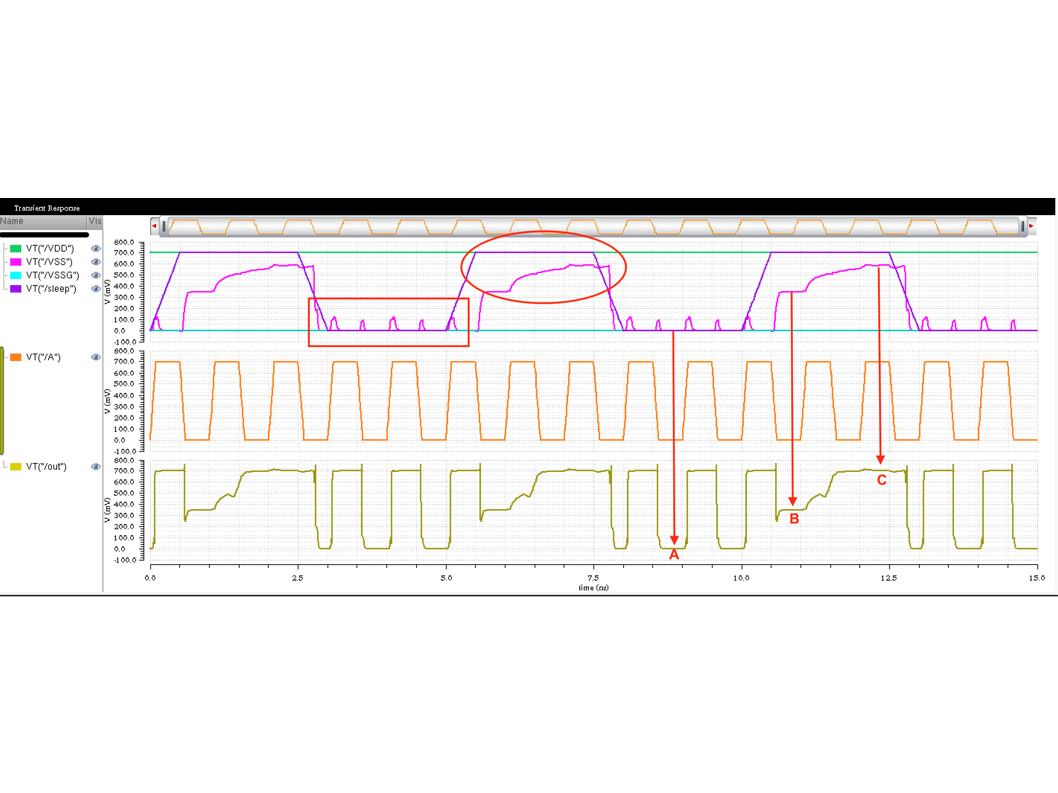 Transient Response
Name Vis
VT("/VDD")
VT("/VSS")
VT("/VSSG")
VT("/sleep")
V (mV)
800.0
700.0
600.0
500.0
400.0
300.0
200.0
100.0
0.0
-100.0
VT("/A")
V (mV)
800.0
700.0
600.0
500.0
400.0
300.0
200.0
100.0
0.0
-100.0
VT("/out")
V (mV)
800.0
700.0
600.0
500.0
400.0
300.0
200.0
100.0
0.0
-100.0
A
B
C
0.0 2.5 5.0 7.5 10.0 12.5 15.0
time (ns)